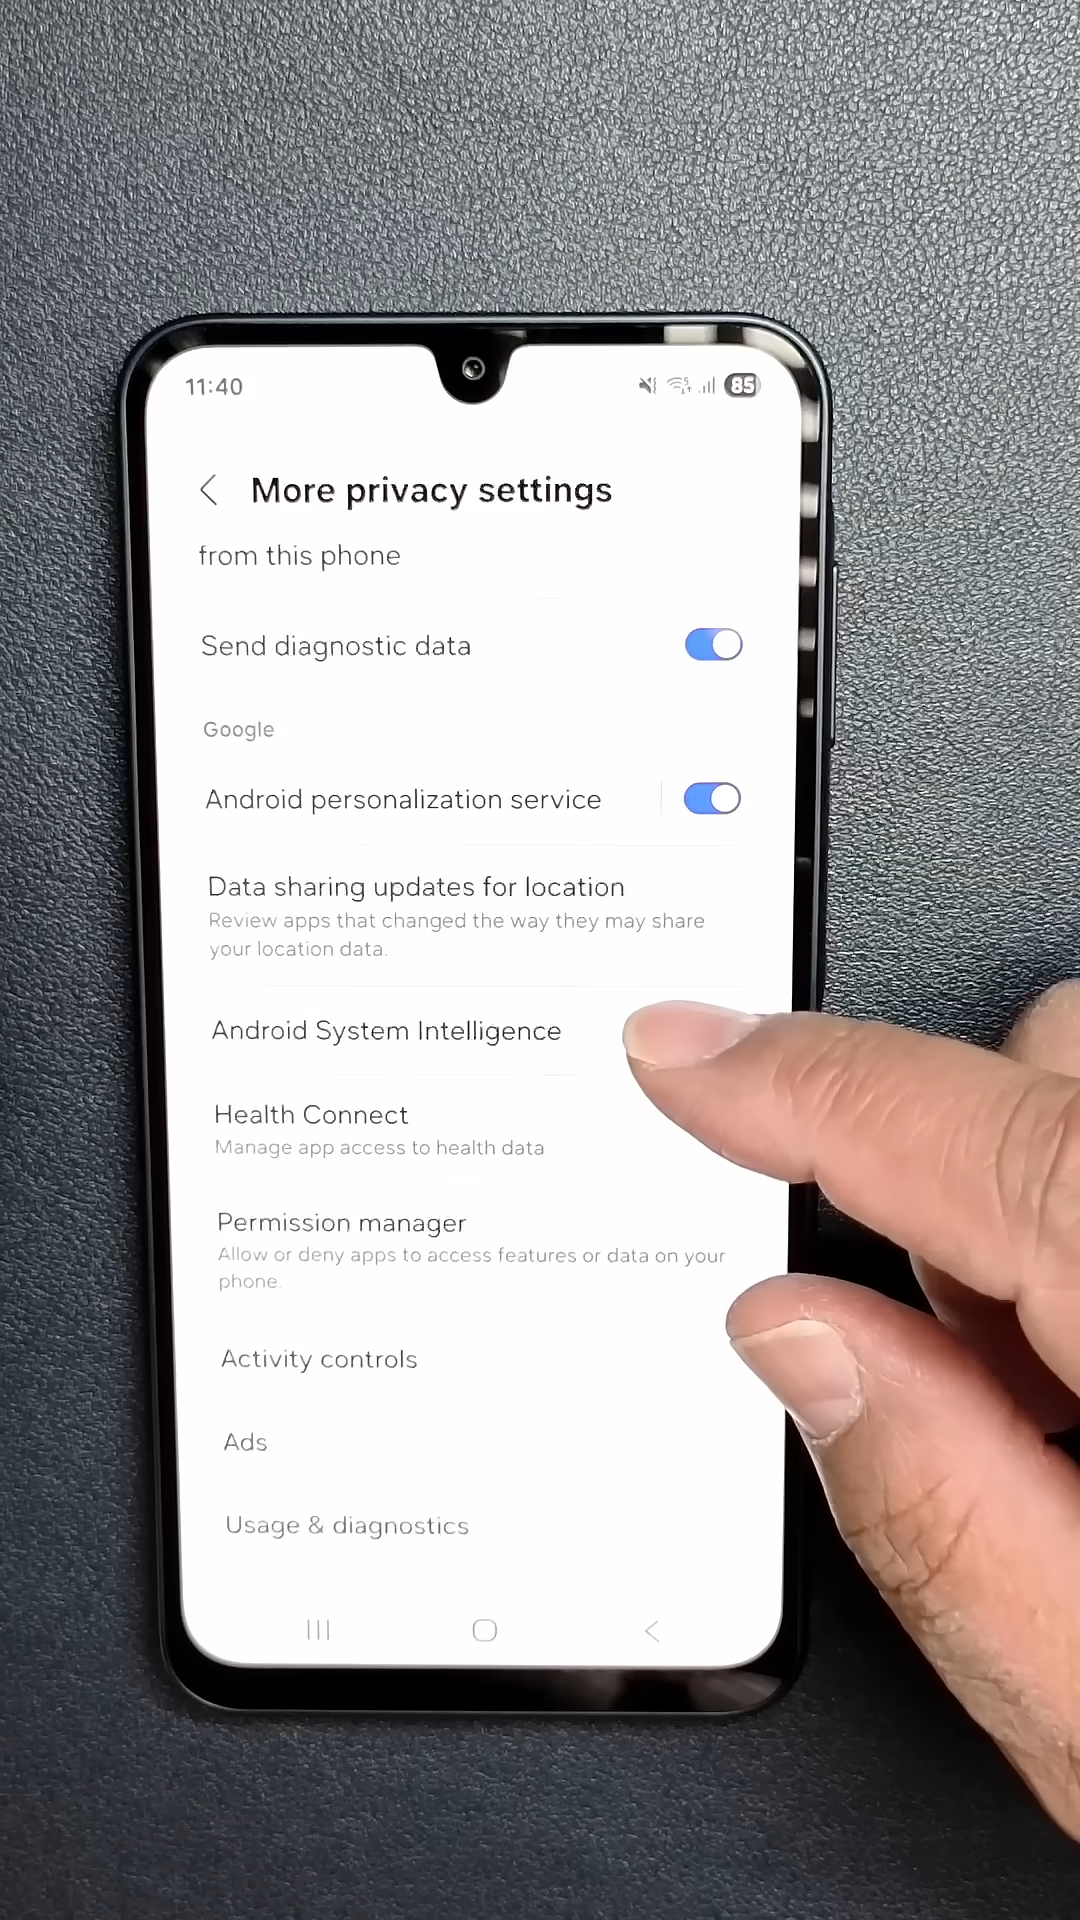 11:40
85
More privacy settings
from this phone
Send diagnostic data
Google
Android personalization service
Data sharing updates for location
Review apps that changed the way they may share
your location data.
Android System Intelligence
Health Connect
Manage app access to health data
Permission manager
Allow or deny apps to access features or data on your
phone.
Activity controls
Ads
Usage & diagnostics